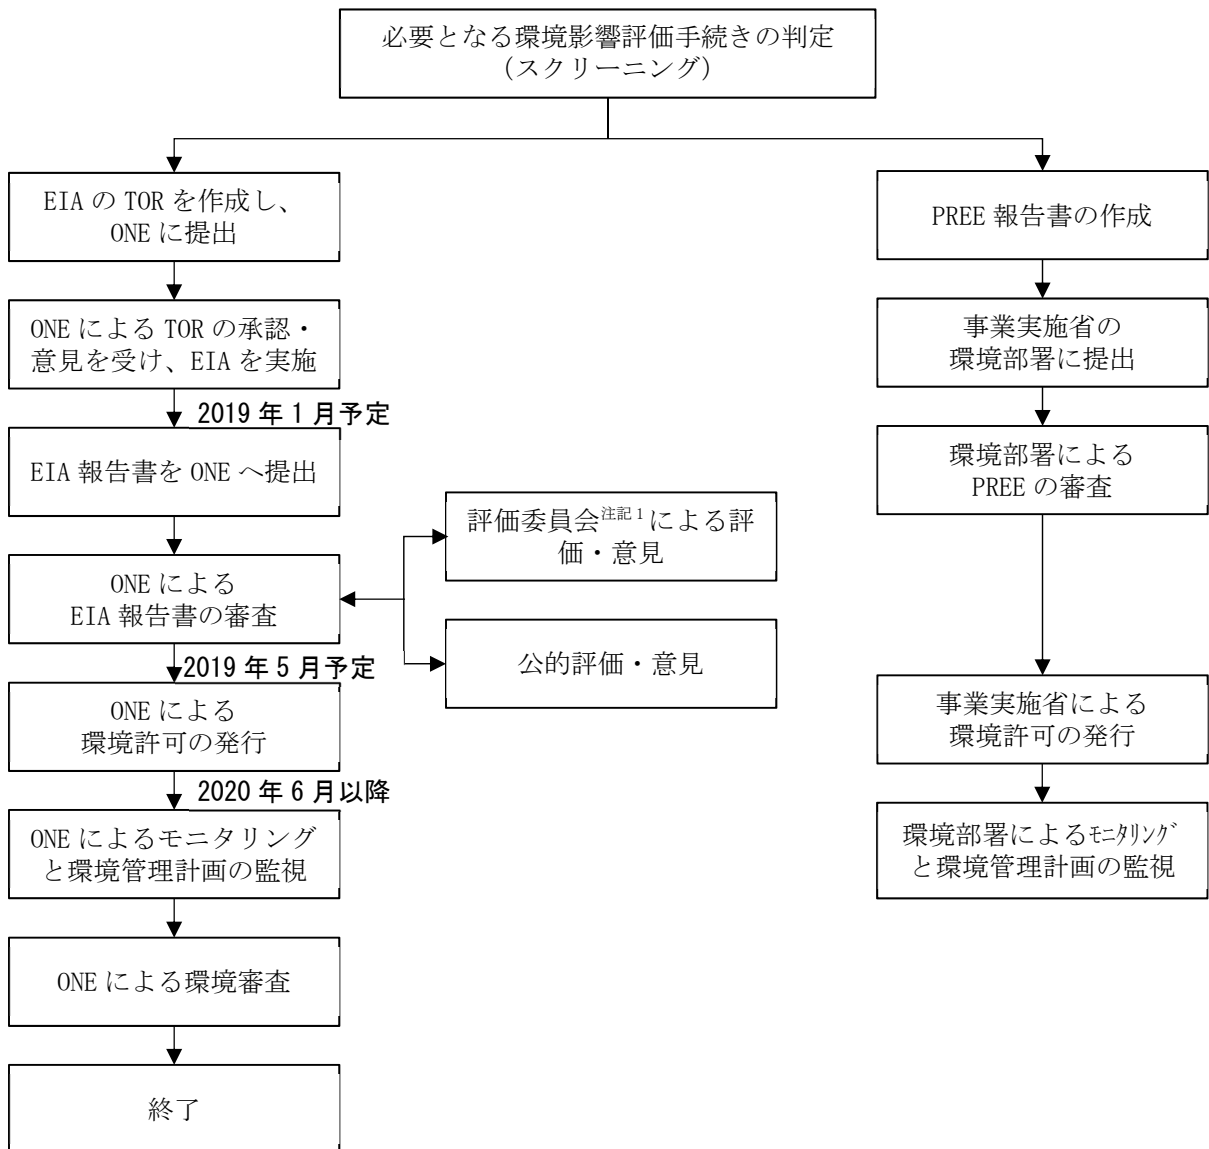 必要となる環境影響評価手続きの判定
（スクリーニング）
EIA の TOR を作成し、
ONE に提出
ONE による TOR の承認・
意見を受け、EIA を実施
2019 年 1 月予定
EIA 報告書を ONE へ提出
ONE による
EIA 報告書の審査
評価委員会注記 1 による評
価・意見
公的評価・意見
2019 年 5 月予定
ONE による
環境許可の発行
2020 年 6 月以降
ONE によるモニタリング
と環境管理計画の監視
ONE による環境審査
終了
PREE 報告書の作成
事業実施省の
環境部署に提出
環境部署による
PREE の審査
事業実施省による
環境許可の発行
環境部署によるﾓﾆﾀﾘﾝｸﾞ
と環境管理計画の監視